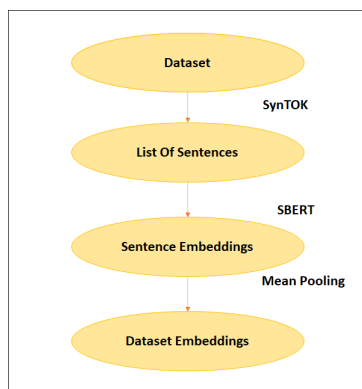 Dataset
SynTOK
List Of Sentences
SBERT
Sentence Embeddings
Mean Pooling
Dataset Embeddings